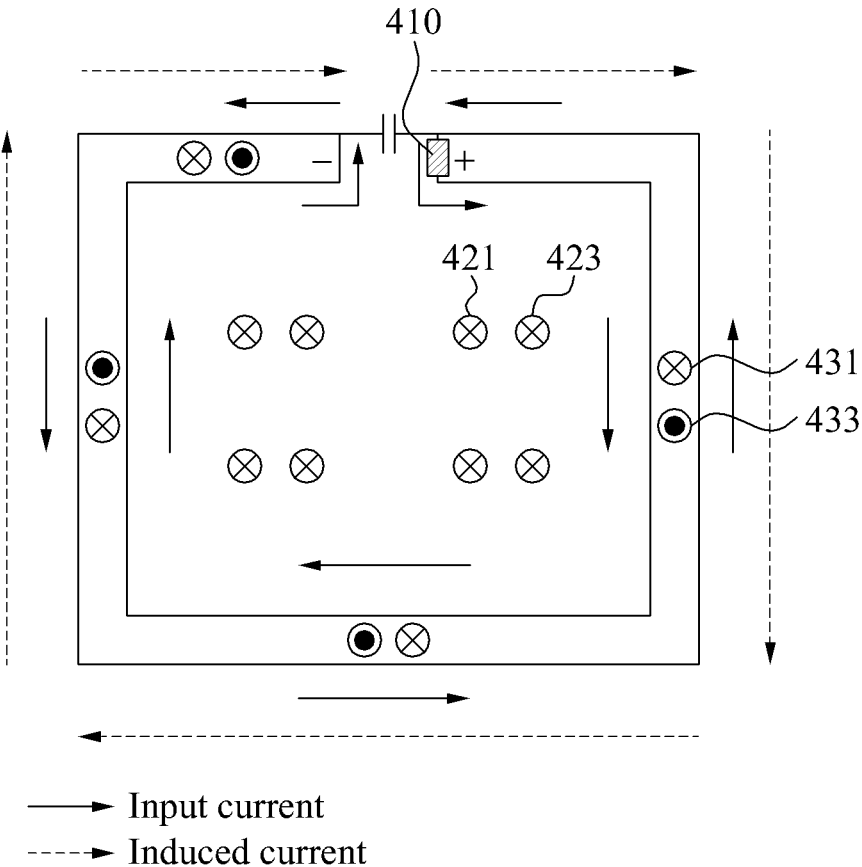 410
− +
421 423
431
433
Input current
Induced current